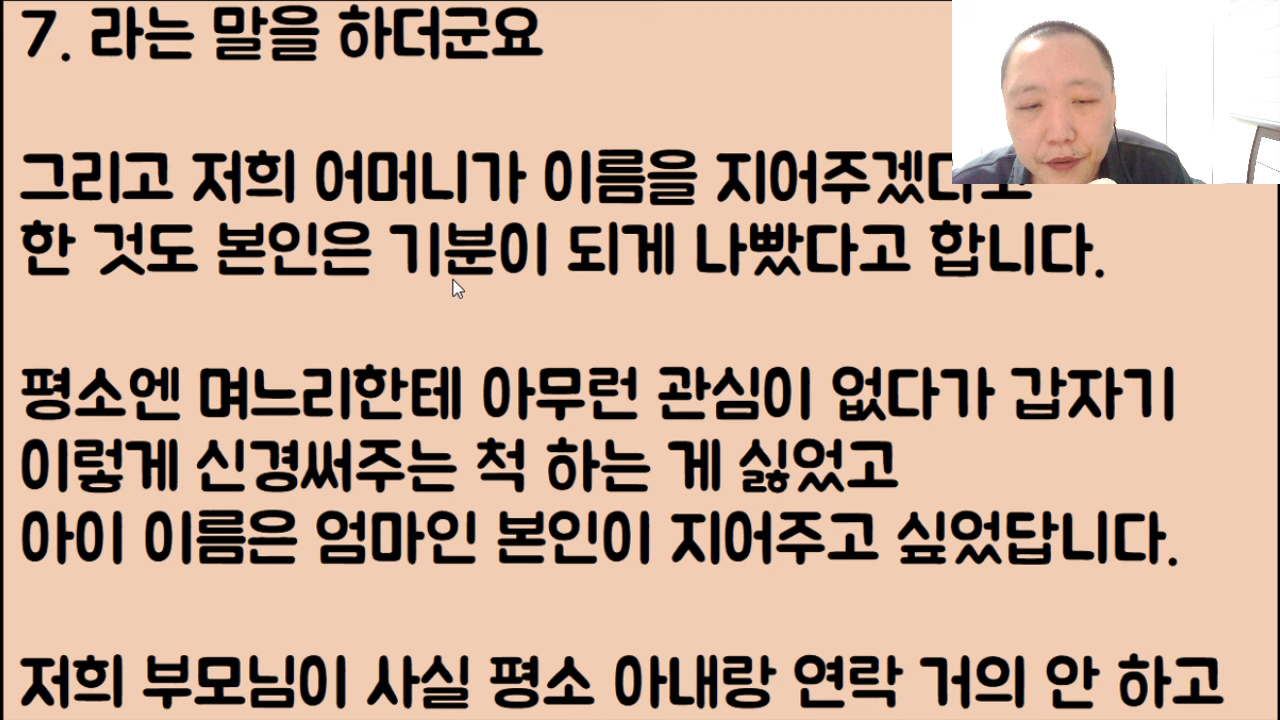 7. 라는 말을 하더군요
그리고 저희 어머니가 이름을 지어주겠다고
한 것도 본인은 기분이 되게 나빴다고 합니다.
평소엔 며느리한테 아무런 관심이 없다가 갑자기
이렇게 신경써주는 척 하는 게 싫었고
아이 이름은 엄마인 본인이 지어주고 싶었답니다.
저희 부모님이 사실 평소 아내랑 연락 거의 안 하고